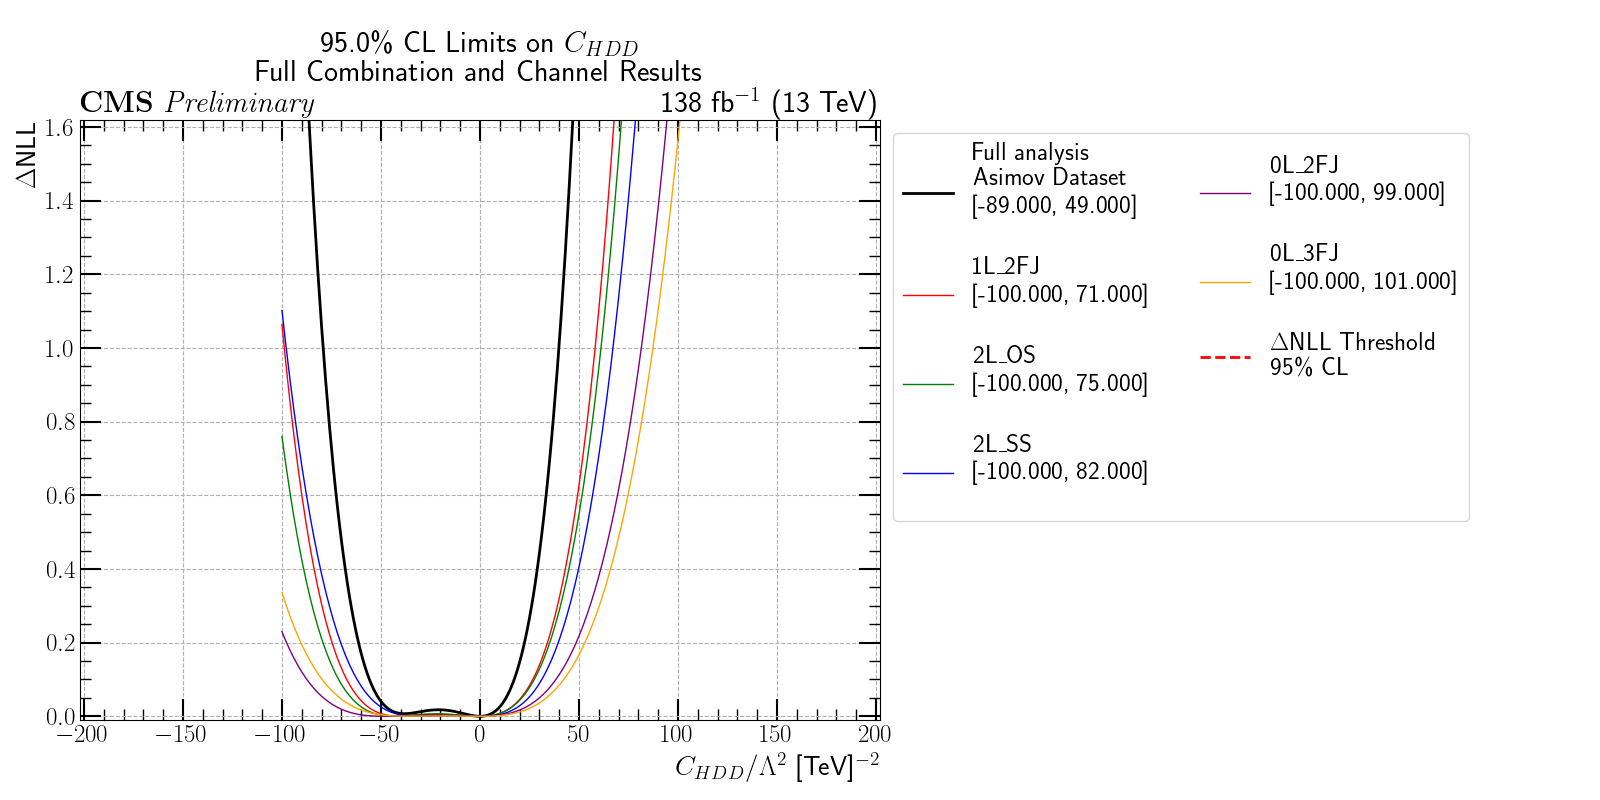 95.0% CL Limits on C_{HDD}
Full Combination and Channel Results
CMS Preliminary
138 fb^{-1} (13 TeV)
ΔNLL
1.6
1.4
1.2
1.0
0.8
0.6
0.4
0.2
0.0
−200 −150 −100 −50 0 50 100 150 200
C_{HDD}/Λ^2 [TeV]^{-2}
Full analysis
Asimov Dataset
[-89.000, 49.000]
1L_2FJ
[-100.000, 71.000]
2L_OS
[-100.000, 75.000]
2L_SS
[-100.000, 82.000]
0L_2FJ
[-100.000, 99.000]
0L_3FJ
[-100.000, 101.000]
ΔNLL Threshold
95% CL